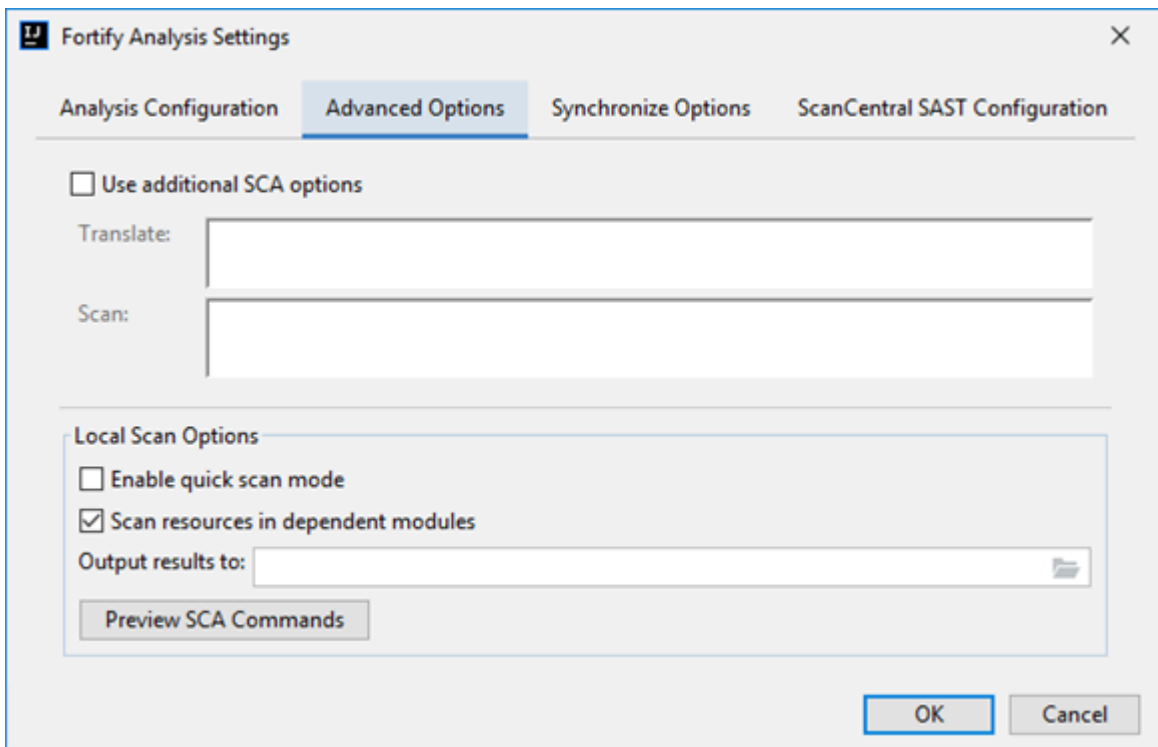 IJ
Fortify Analysis Settings
Analysis Configuration Advanced Options Synchronize Options ScanCentral SAST Configuration
Use additional SCA options
Translate:
Scan:
Local Scan Options
Enable quick scan mode
Scan resources in dependent modules
Output results to:
Preview SCA Commands
OK Cancel